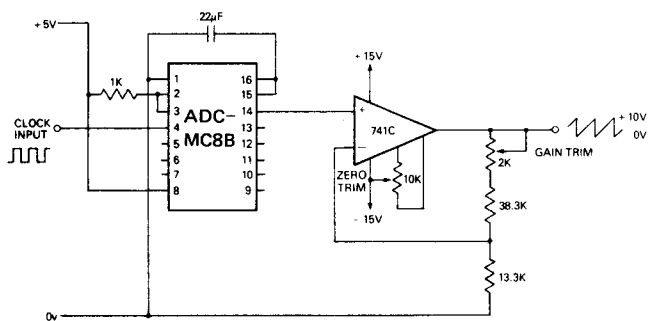 22µF
+5V
1K
1
2
3
4
5
6
7
8
ADC-
MC8B
16
15
14
13
12
11
10
9
CLOCK
INPUT
+15V
+
−
741C
ZERO
TRIM
10K
-15V
+10V
0V
GAIN TRIM
2K
38.3K
13.3K
0v